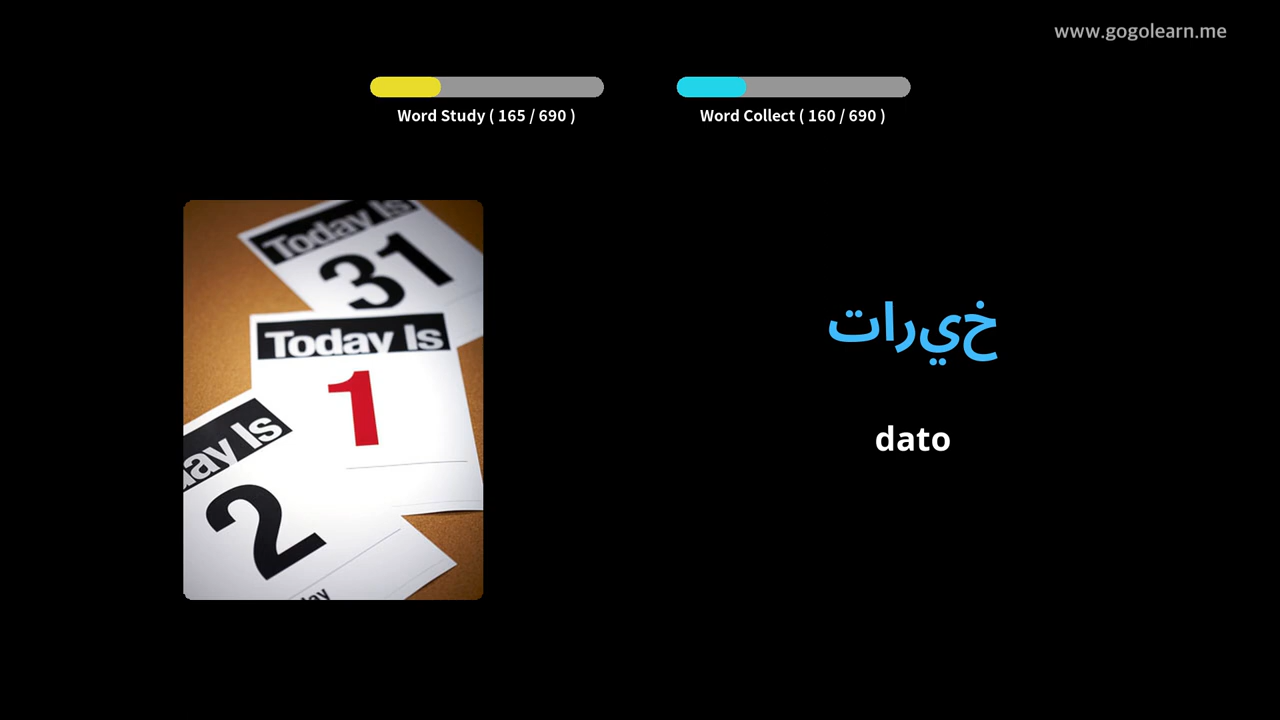 www.gogolearn.me
Word Study ( 165 / 690 )
Word Collect ( 160 / 690 )
Today Is
31
Today Is
1
ay Is
2
خيرات
dato